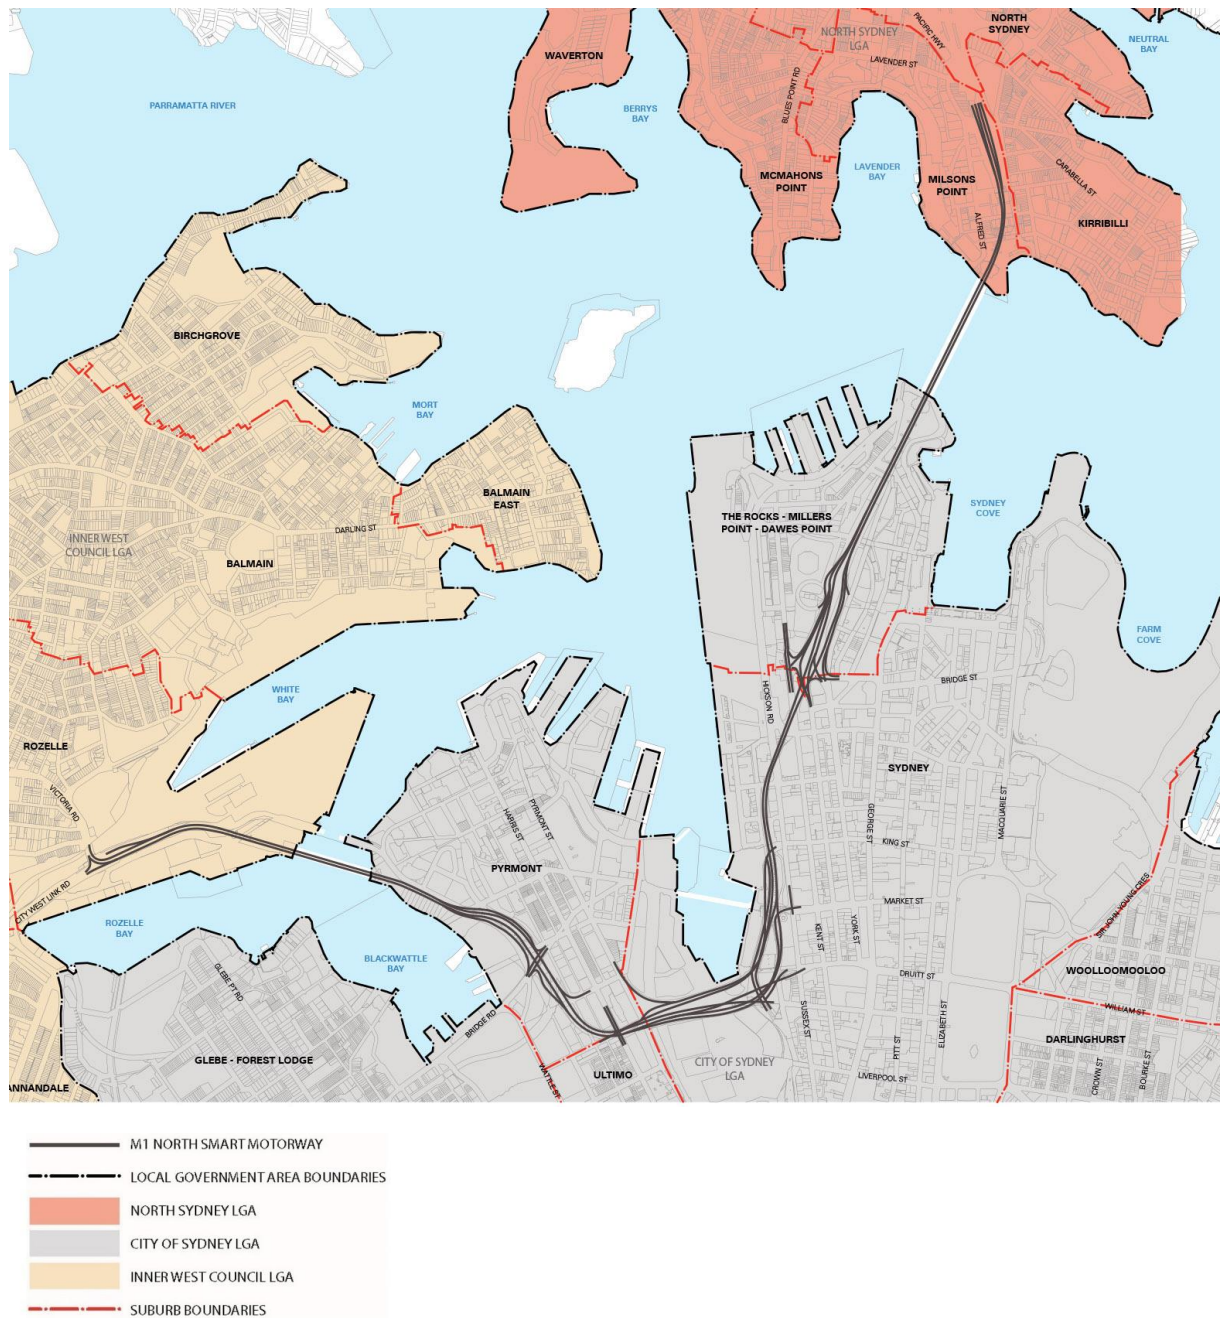 NORTH
SYDNEY
NEUTRAL
BAY
PACIFIC HWY
NORTH SYDNEY
LGA
LAVENDER ST
WAVERTON
BLUES POINT RD
PARRAMATTA RIVER
BERRYS
BAY
LAVENDER
BAY
MCMAHONS
POINT
MILSONS
POINT
CARABELLA ST
ALFRED ST
KIRRIBILLI
BIRCHGROVE
MORT
BAY
BALMAIN
EAST
DARLING ST
INNER WEST
COUNCIL LGA
BALMAIN
THE ROCKS - MILLERS
POINT - DAWES POINT
SYDNEY
COVE
FARM
COVE
WHITE
BAY
HICKSON RD
BRIDGE ST
ROZELLE
VICTORIA RD
SYDNEY
HARRIS ST
PYRMONT ST
GEORGE ST
MACQUARIE ST
KING ST
PYRMONT
CITY WEST LINK RD
MARKET ST
SIR JOHN YOUNG CRES
ROZELLE
BAY
KENT ST
YORK ST
BLACKWATTLE
BAY
GLEBE PT RD
DRUITT ST
WOOLLOOMOOLOO
BRIDGE RD
SUSSEX ST
PITT ST
ELIZABETH ST
WILLIAM ST
DARLINGHURST
GLEBE - FOREST LODGE
CITY OF SYDNEY
LGA
ULTIMO
WATTLE ST
LIVERPOOL ST
CROWN ST
BOURKE ST
ANNANDALE
M1 NORTH SMART MOTORWAY
LOCAL GOVERNMENT AREA BOUNDARIES
NORTH SYDNEY LGA
CITY OF SYDNEY LGA
INNER WEST COUNCIL LGA
SUBURB BOUNDARIES